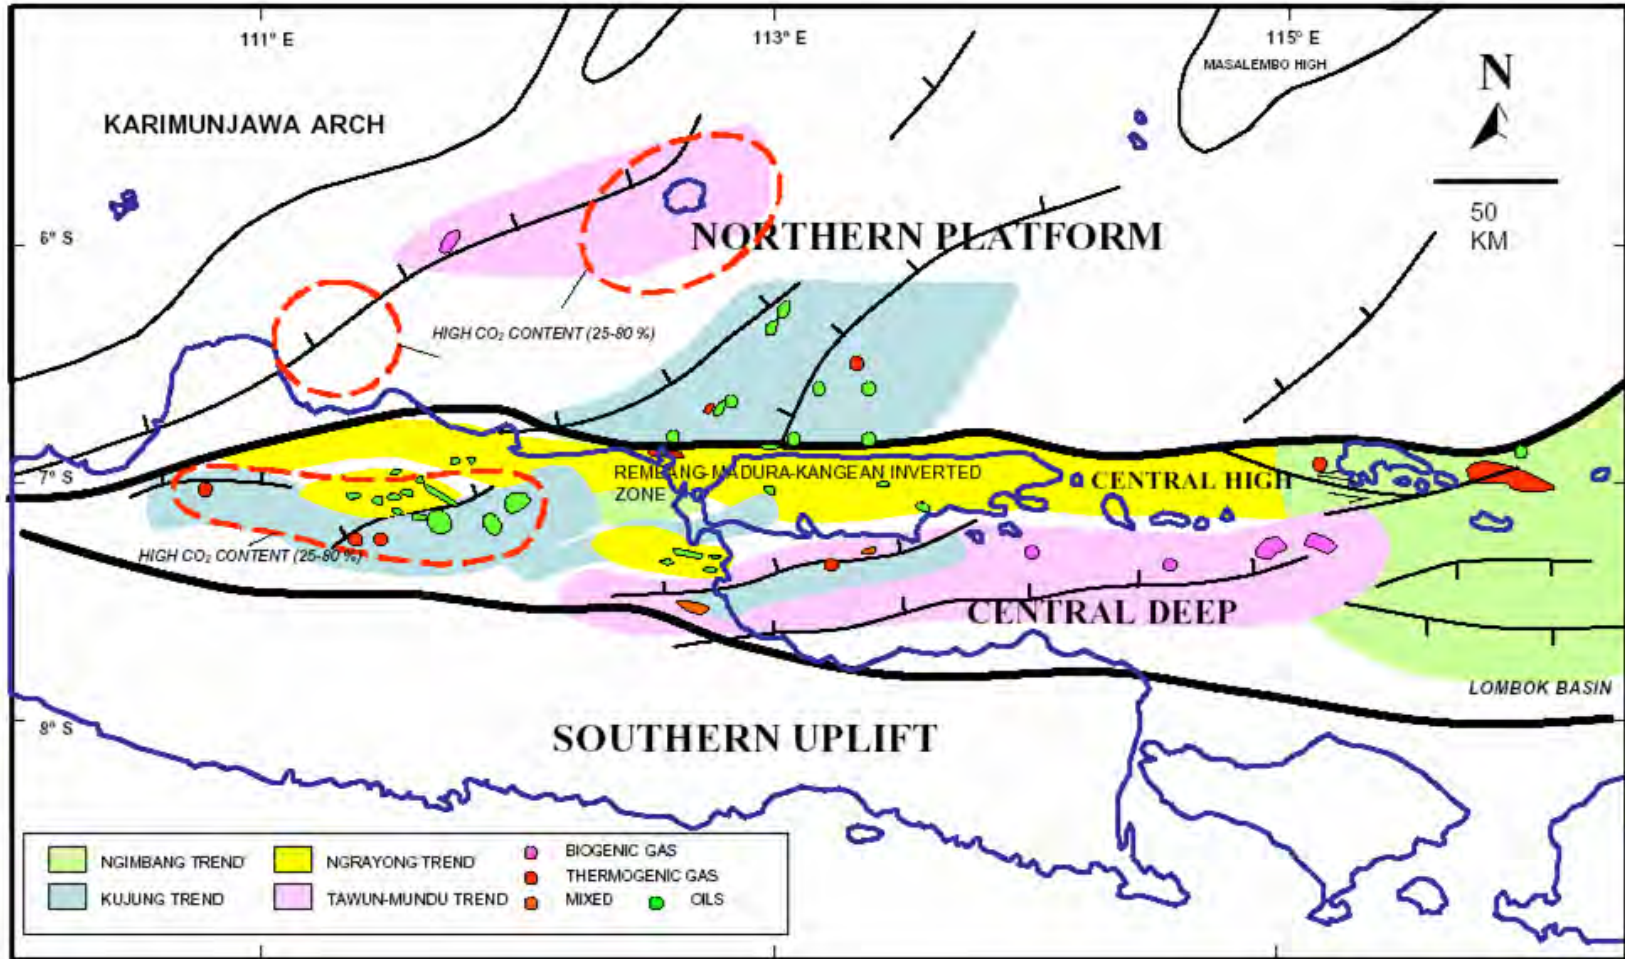 111° E
113° E
115° E
MASALEMBO HIGH
N
KARIMUNJAWA ARCH
50
KM
6° S
NORTHERN PLATFORM
HIGH CO₂ CONTENT (25-80 %)
7° S
REMBANG-MADURA-KANGEAN INVERTED
ZONE
CENTRAL HIGH
HIGH CO₂ CONTENT (25-80 %)
CENTRAL DEEP
LOMBOK BASIN
8° S
SOUTHERN UPLIFT
NGIMBANG TREND
NGRAYONG TREND
BIOGENIC GAS
THERMOGENIC GAS
KUJUNG TREND
TAWUN-MUNDU TREND
MIXED
OILS